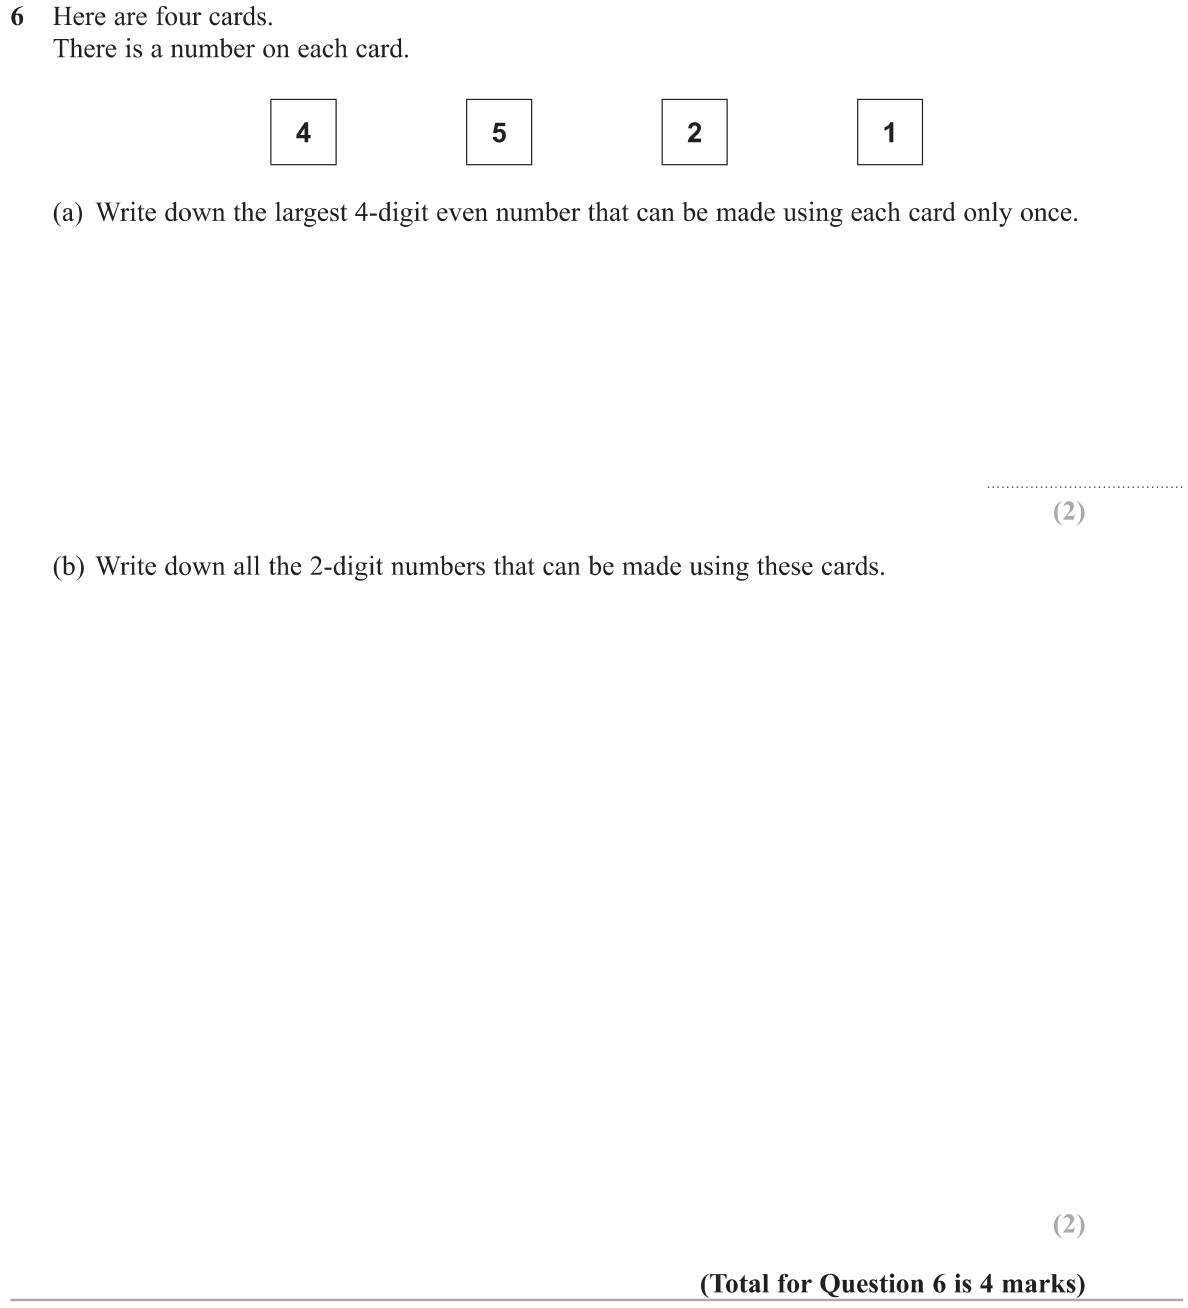 6 Here are four cards.
There is a number on each card.
4 5 2 1
(a) Write down the largest 4-digit even number that can be made using each card only once.
(2)
(b) Write down all the 2-digit numbers that can be made using these cards.
(2)
(Total for Question 6 is 4 marks)